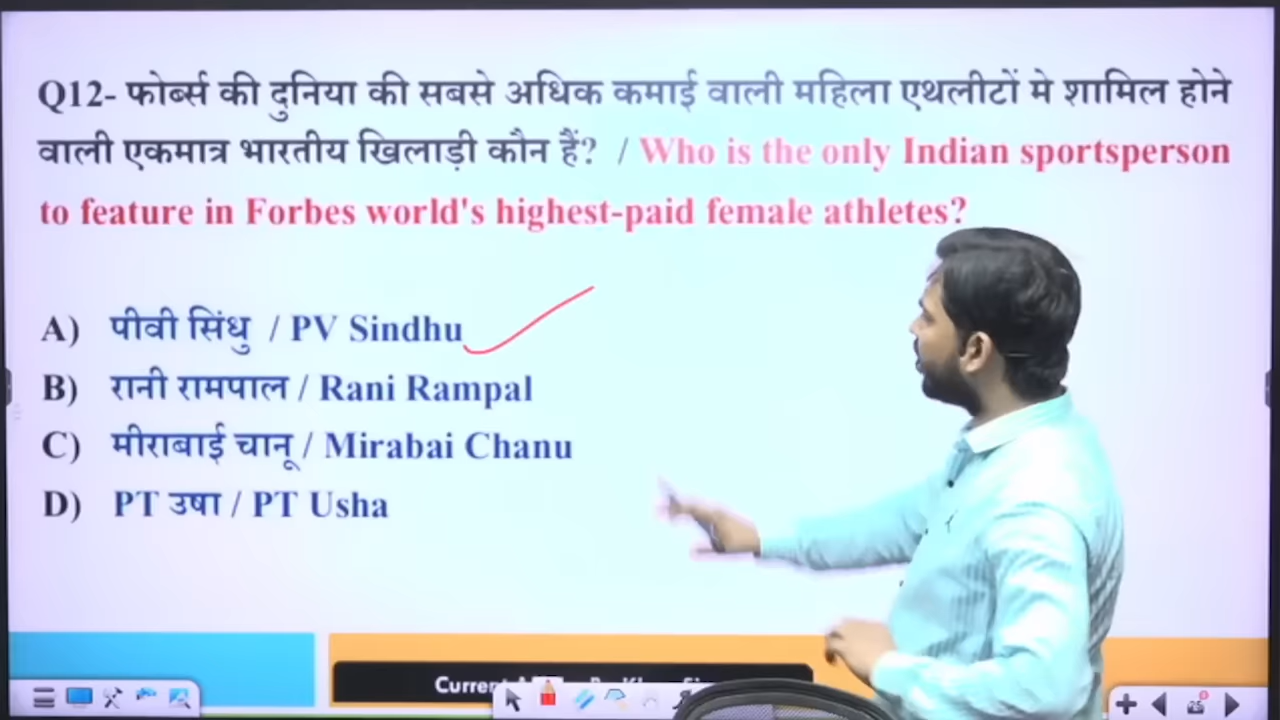 Q12- फोर्ब्स की दुनिया की सबसे अधिक कमाई वाली महिला एथलीटों मे शामिल होने
वाली एकमात्र भारतीय खिलाड़ी कौन हैं? / Who is the only Indian sportsperson
to feature in Forbes world's highest-paid female athletes?
A) पीवी सिंधु / PV Sindhu
B) रानी रामपाल / Rani Rampal
C) मीराबाई चानू / Mirabai Chanu
D) PT उषा / PT Usha
25